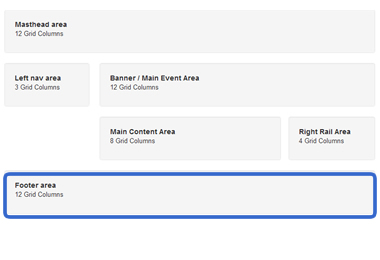 Masthead area
12 Grid Columns
Left nav area
3 Grid Columns
Banner / Main Event Area
12 Grid Columns
Main Content Area
8 Grid Columns
Right Rail Area
4 Grid Columns
Footer area
12 Grid Columns